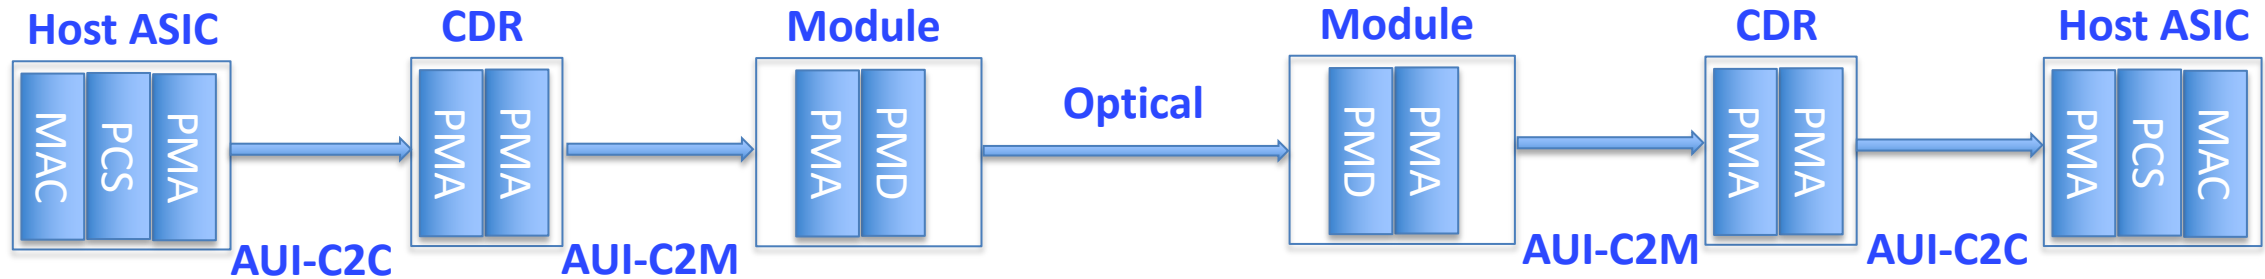 Host ASIC
CDR
Module
Module
CDR
Host ASIC
MAC
PCS
PMA
PMA
PMA
PMA
PMD
Optical
PMD
PMA
PMA
PMA
PMA
PCS
MAC
AUI-C2C
AUI-C2M
AUI-C2M
AUI-C2C